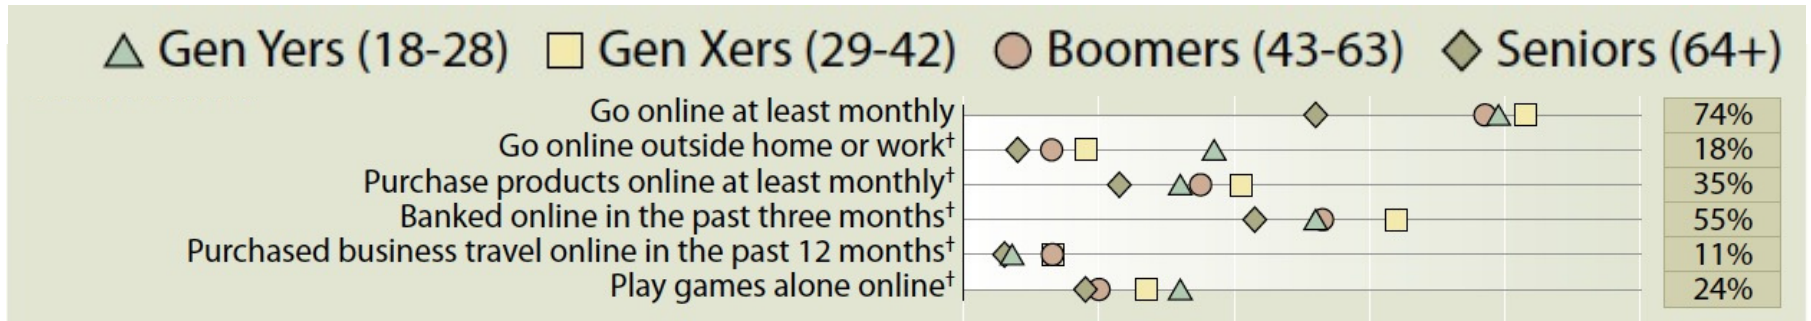 Gen Yers (18-28) Gen Xers (29-42) Boomers (43-63) Seniors (64+)
Go online at least monthly 74%
Go online outside home or work† 18%
Purchase products online at least monthly† 35%
Banked online in the past three months† 55%
Purchased business travel online in the past 12 months† 11%
Play games alone online† 24%